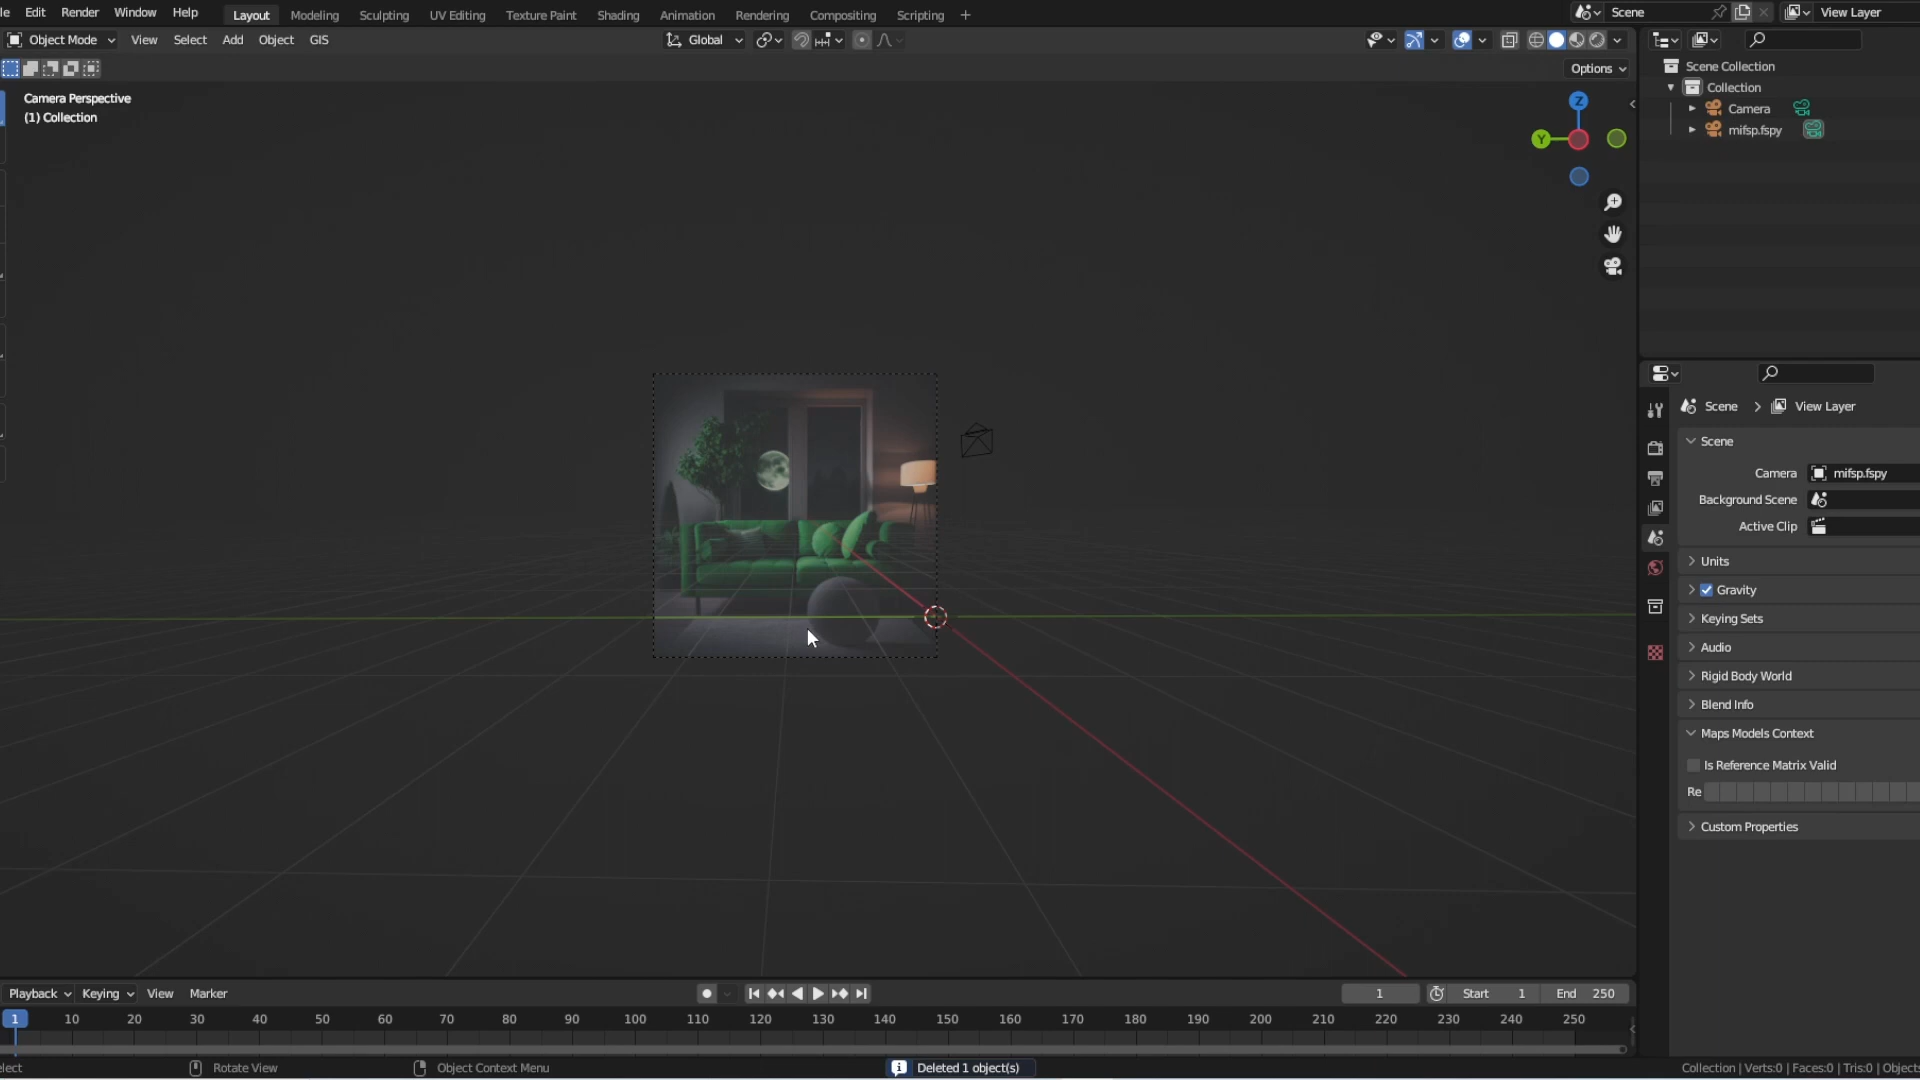 le Edit Render Window Help Layout Modeling Sculpting UV Editing Texture Paint Shading Animation Rendering Compositing Scripting + Scene View Layer
Object Mode View Select Add Object GIS Global
Options
Camera Perspective
(1) Collection
Z
Y
Scene Collection
Collection
Camera
mifsp.fspy
Scene > View Layer
Scene
Camera mifsp.fspy
Background Scene
Active Clip
Units
Gravity
Keying Sets
Audio
Rigid Body World
Blend Info
Maps Models Context
Is Reference Matrix Valid
Re
Custom Properties
Playback Keying View Marker 1 Start 1 End 250
1 10 20 30 40 50 60 70 80 90 100 110 120 130 140 150 160 170 180 190 200 210 220 230 240 250
elect Rotate View Object Context Menu Deleted 1 object(s) Collection | Verts:0 | Faces:0 | Tris:0 | Objects